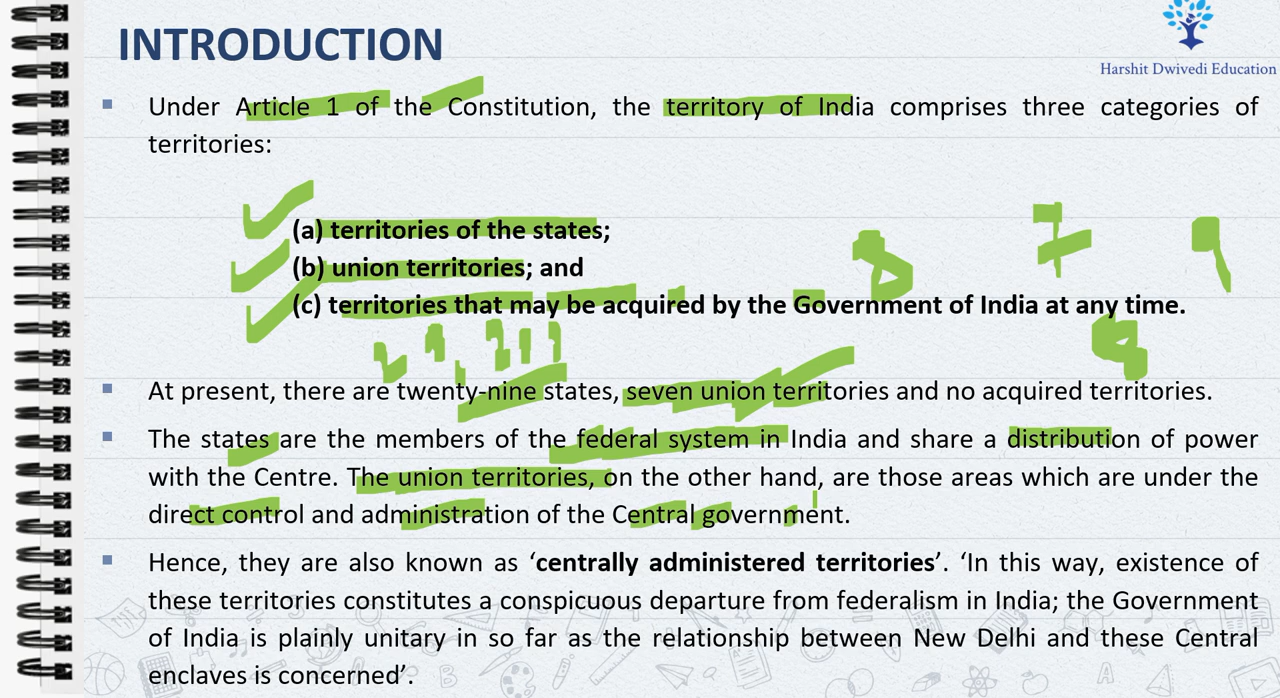 INTRODUCTION
Harshit Dwivedi Education
Under Article 1 of the Constitution, the territory of India comprises three categories of
territories:
(a) territories of the states;
(b) union territories; and
(c) territories that may be acquired by the Government of India at any time.
At present, there are twenty-nine states, seven union territories and no acquired territories.
The states are the members of the federal system in India and share a distribution of power
with the Centre. The union territories, on the other hand, are those areas which are under the
direct control and administration of the Central government.
Hence, they are also known as ‘centrally administered territories’. ‘In this way, existence of
these territories constitutes a conspicuous departure from federalism in India; the Government
of India is plainly unitary in so far as the relationship between New Delhi and these Central
enclaves is concerned’.